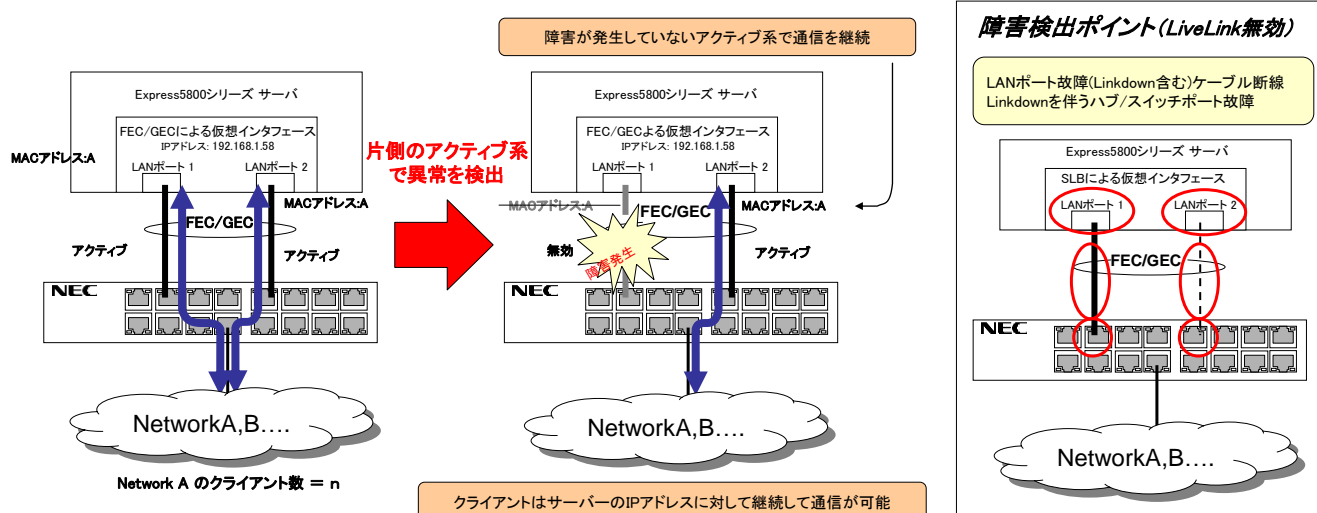 障害が発生していないアクティブ系で通信を継続
Express5800シリーズ サーバ
FEC/GECによる仮想インタフェース
IPアドレス: 192.168.1.58
LANポート 1
LANポート 2
MACアドレス:A
MACアドレス:A
FEC/GEC
アクティブ
アクティブ
NEC
NetworkA,B….
Network A のクライアント数 = n
片側のアクティブ系
で異常を検出
Express5800シリーズ サーバ
FEC/GECよる仮想インタフェース
IPアドレス: 192.168.1.58
LANポート 1
LANポート 2
MACアドレス:A
MACアドレス:A
FEC/GEC
無効
障害発生
アクティブ
NEC
NetworkA,B….
クライアントはサーバーのIPアドレスに対して継続して通信が可能
障害検出ポイント(LiveLink無効)
LANポート故障(Linkdown含む)ケーブル断線
Linkdownを伴うハブ/スイッチポート故障
Express5800シリーズ サーバ
SLBによる仮想インタフェース
LANポート 1
LANポート 2
FEC/GEC
NEC
NetworkA,B….